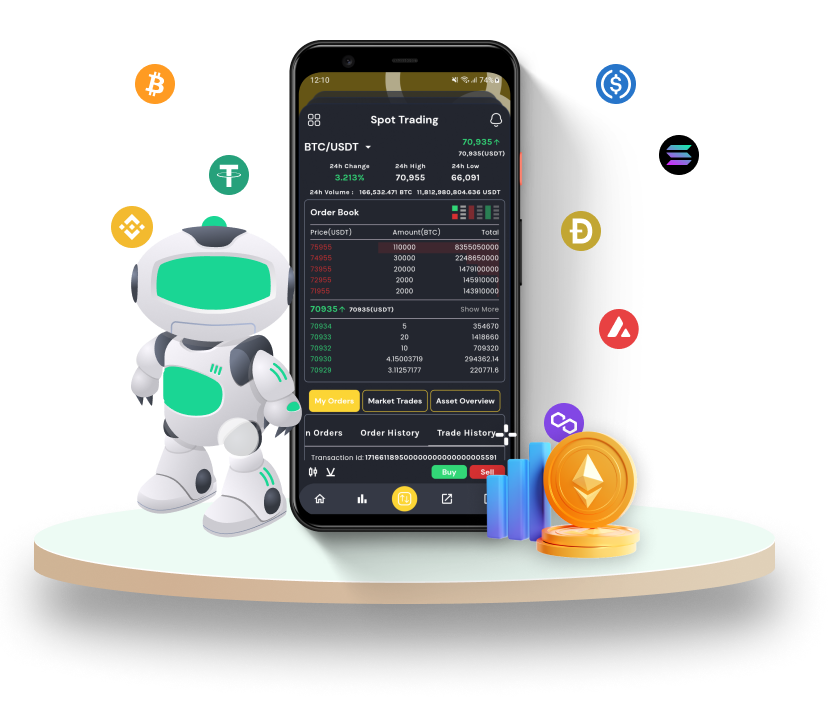 12:10 74%
Spot Trading
BTC/USDT
70,935↑
70,935(USDT)
24h Change 24h High 24h Low
3.213% 70,955 66,091
24h Volume : 166,532.471 BTC 11,812,980,804.636 USDT
Order Book
Price(USDT) Amount(BTC) Total
75955 110000 8355050000
74955 30000 2248650000
73955 20000 1479100000
72955 2000 145910000
71955 2000 143910000
70935↑ 70935(USDT) Show More
70934 5 354670
70933 20 1418660
70932 10 709320
70930 4.15003719 294362.14
70929 3.11257177 220771.6
My Orders Market Trades Asset Overview
n Orders Order History Trade History
Transaction id:
Buy Sell